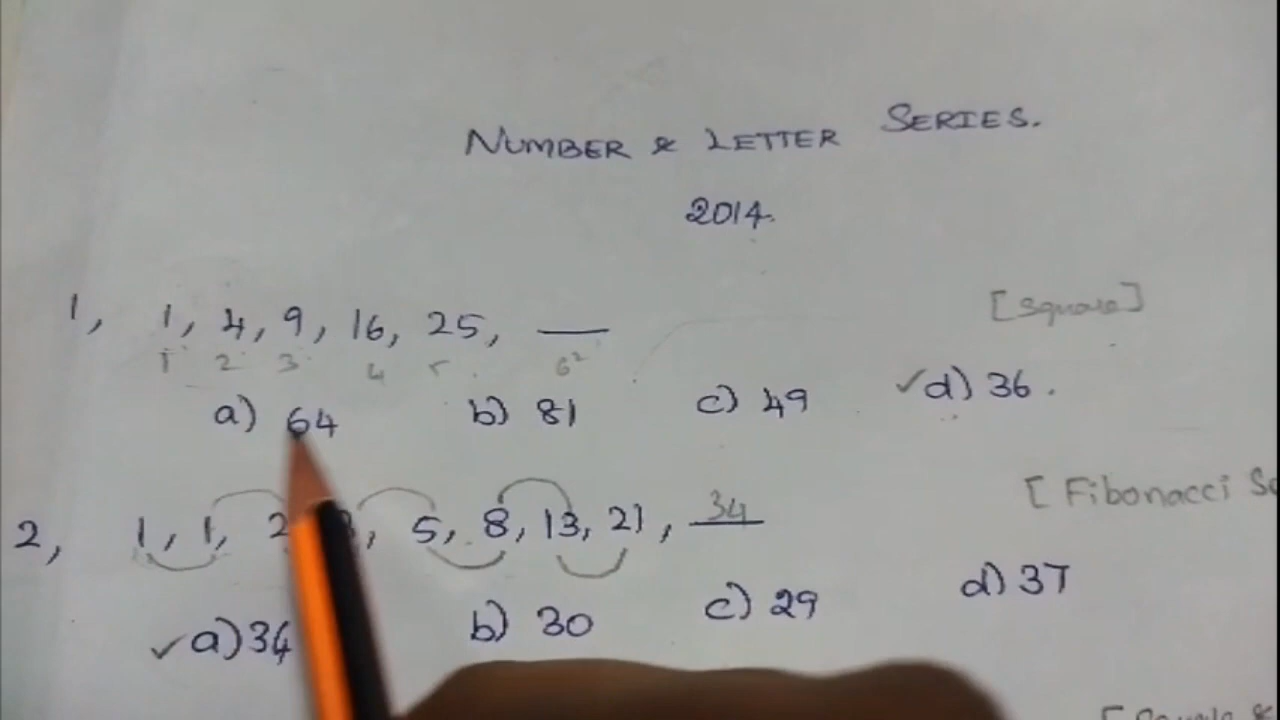 NUMBER & LETTER SERIES.
2014.
1, 1, 4, 9, 16, 25, ___ [Square]
1 2 3 4 5 6²
a) 64 b) 81 c) 49 ✓d) 36.
2, 1, 1, 2, 3, 5, 8, 13, 21, 34 [Fibonacci
✓a) 34 b) 30 c) 29 d) 37